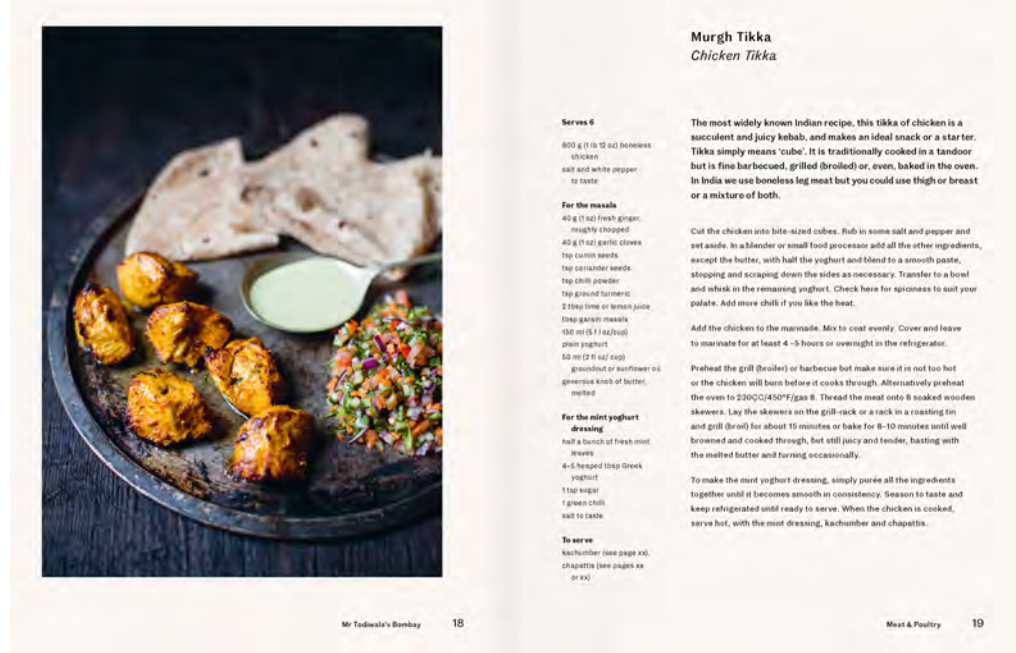 Murgh Tikka
Chicken Tikka
Serves 6
800 g (1 lb 12 oz) boneless
chicken
salt and white pepper
to taste
For the masala
40 g (1 oz) fresh ginger,
roughly chopped
40 g (1 oz) garlic cloves
tsp cumin seeds
tsp coriander seeds
tsp chilli powder
tsp ground turmeric
2 tbsp lime or lemon juice
tbsp garam masala
150 ml (5 fl oz/cup)
plain yoghurt
50 ml (2 fl oz/ cup)
groundnut or sunflower oil
generous knob of butter,
melted
For the mint yoghurt
dressing
half a bunch of fresh mint
leaves
4–5 heaped tbsp Greek
yoghurt
1 tsp sugar
1 green chilli
salt to taste
To serve
kachumber (see page xx),
chapattis (see pages xx
or xx)
The most widely known Indian recipe, this tikka of chicken is a
succulent and juicy kebab, and makes an ideal snack or a starter.
Tikka simply means ‘cube’. It is traditionally cooked in a tandoor
but is fine barbecued, grilled (broiled) or, even, baked in the oven.
In India we use boneless leg meat but you could use thigh or breast
or a mixture of both.
Cut the chicken into bite-sized cubes. Rub in some salt and pepper and
set aside. In a blender or small food processor add all the other ingredients,
except the butter, with half the yoghurt and blend to a smooth paste,
stopping and scraping down the sides as necessary. Transfer to a bowl
and whisk in the remaining yoghurt. Check here for spiciness to suit your
palate. Add more chilli if you like the heat.
Add the chicken to the marinade. Mix to coat evenly. Cover and leave
to marinate for at least 4–5 hours or overnight in the refrigerator.
Preheat the grill (broiler) or barbecue but make sure it is not too hot
or the chicken will burn before it cooks through. Alternatively preheat
the oven to 230ÇC/450°F/gas 8. Thread the meat onto 8 soaked wooden
skewers. Lay the skewers on the grill-rack or a rack in a roasting tin
and grill (broil) for about 15 minutes or bake for 8–10 minutes until well
browned and cooked through, but still juicy and tender, basting with
the melted butter and turning occasionally.
To make the mint yoghurt dressing, simply purée all the ingredients
together until it becomes smooth in consistency. Season to taste and
keep refrigerated until ready to serve. When the chicken is cooked,
serve hot, with the mint dressing, kachumber and chapattis.
Mr Todiwala's Bombay 18
Meat & Poultry 19